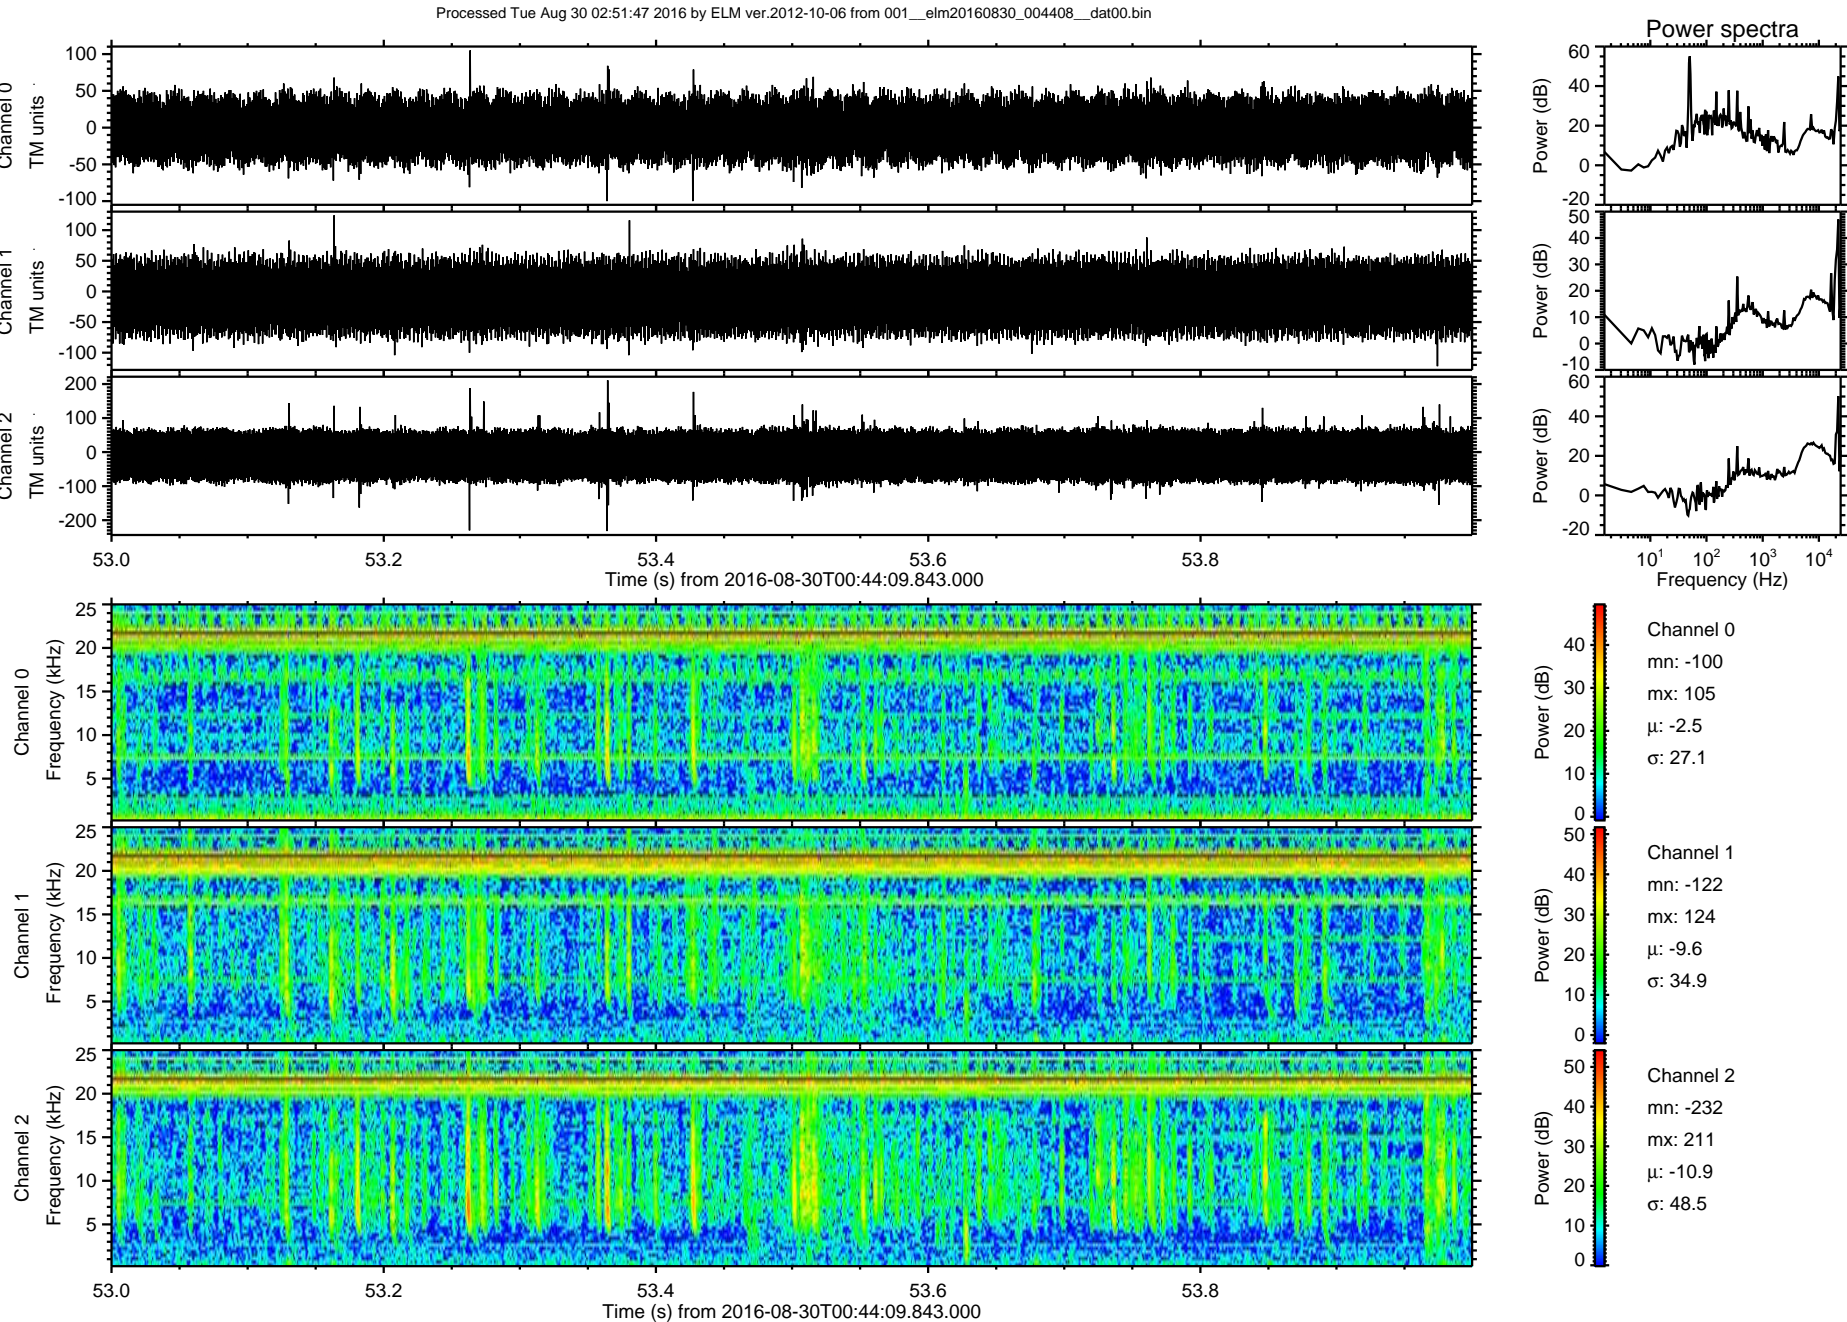 Processed Tue Aug 30 02:51:47 2016 by ELM ver.2012-10-06 from 001__elm20160830_004408__dat00.bin
Power spectra
Channel 0
TM units
100
50
0
-50
-100
Power (dB)
60
40
20
0
-20
Channel 1
TM units
100
50
0
-50
-100
Power (dB)
50
40
30
20
10
0
-10
Channel 2
TM units
200
100
0
-100
-200
Power (dB)
60
40
20
0
-20
53.0 53.2 53.4 53.6 53.8
Time (s) from 2016-08-30T00:44:09.843.000
10^1 10^2 10^3 10^4
Frequency (Hz)
Channel 0
Frequency (kHz)
25
20
15
10
5
Power (dB)
40
30
20
10
0
Channel 0
mn: -100
mx: 105
μ: -2.5
σ: 27.1
Channel 1
Frequency (kHz)
25
20
15
10
5
Power (dB)
50
40
30
20
10
0
Channel 1
mn: -122
mx: 124
μ: -9.6
σ: 34.9
Channel 2
Frequency (kHz)
25
20
15
10
5
Power (dB)
50
40
30
20
10
0
Channel 2
mn: -232
mx: 211
μ: -10.9
σ: 48.5
53.0 53.2 53.4 53.6 53.8
Time (s) from 2016-08-30T00:44:09.843.000